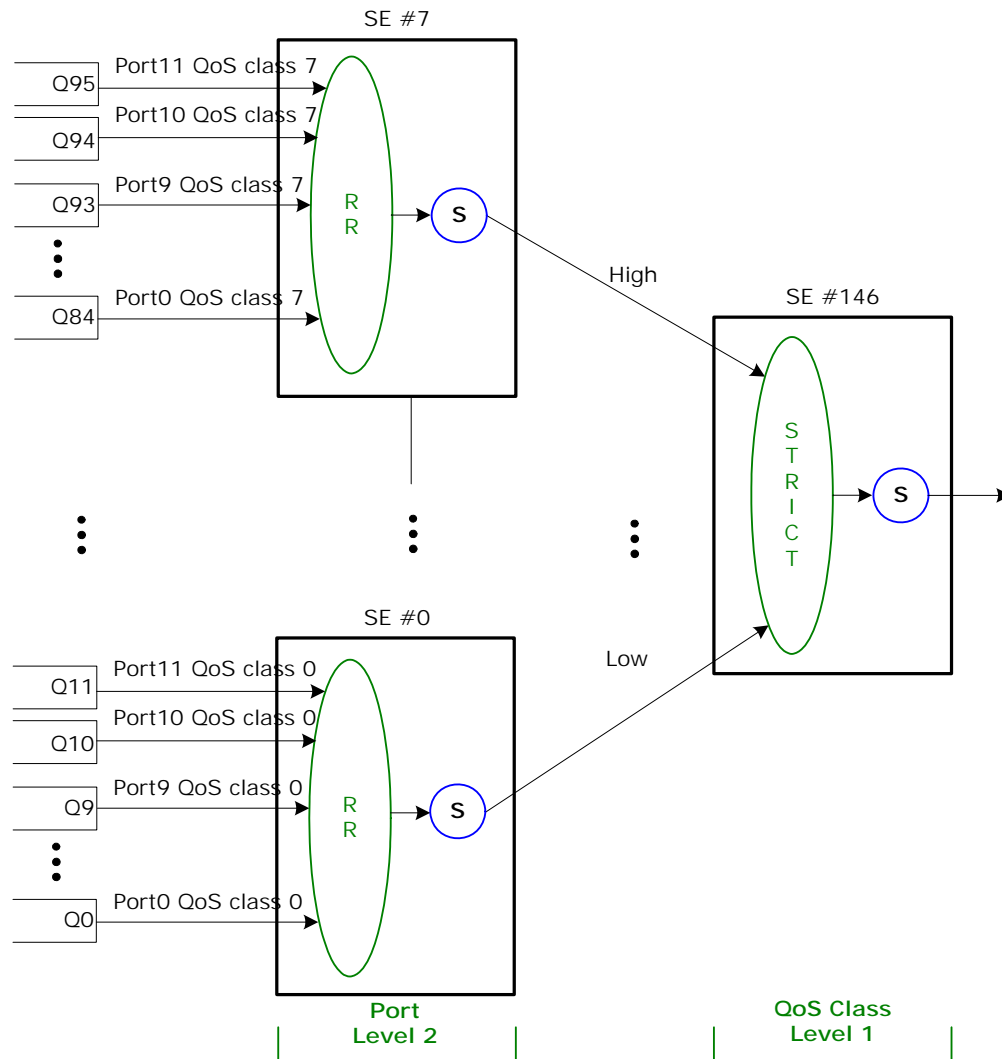 SE #7
Port11 QoS class 7
Q95
Port10 QoS class 7
Q94
Port9 QoS class 7
Q93
Port0 QoS class 7
Q84
R
R
S
High
SE #146
S
T
R
I
C
T
S
SE #0
Low
Port11 QoS class 0
Q11
Port10 QoS class 0
Q10
Port9 QoS class 0
Q9
Port0 QoS class 0
Q0
R
R
S
Port
Level 2
QoS Class
Level 1